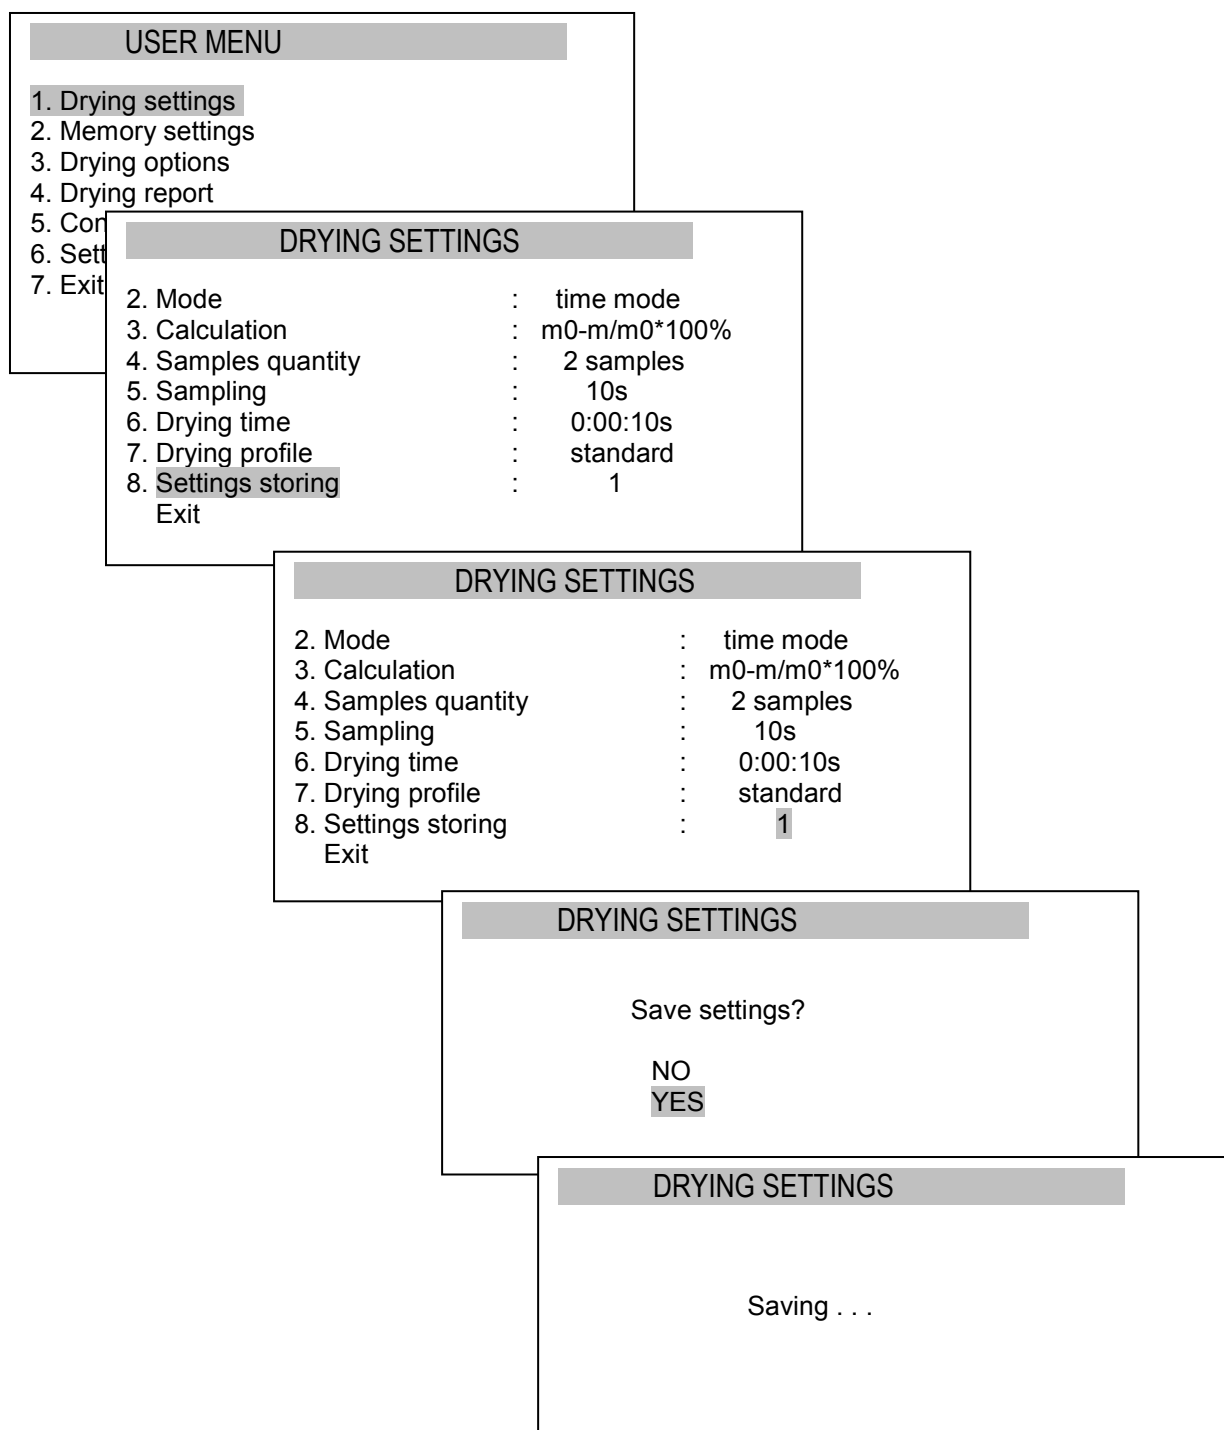 USER MENU
1. Drying settings
2. Memory settings
3. Drying options
4. Drying report
5. Con
6. Sett
7. Exit
DRYING SETTINGS
2. Mode : time mode
3. Calculation : m0-m/m0*100%
4. Samples quantity : 2 samples
5. Sampling : 10s
6. Drying time : 0:00:10s
7. Drying profile : standard
8. Settings storing : 1
Exit
DRYING SETTINGS
2. Mode : time mode
3. Calculation : m0-m/m0*100%
4. Samples quantity : 2 samples
5. Sampling : 10s
6. Drying time : 0:00:10s
7. Drying profile : standard
8. Settings storing : 1
Exit
DRYING SETTINGS
Save settings?
NO
YES
DRYING SETTINGS
Saving . . .